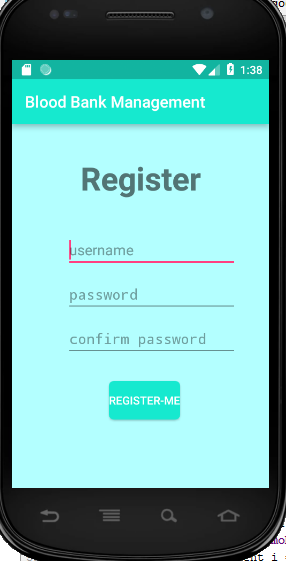 1:38
Blood Bank Management
Register
username
password
confirm password
REGISTER-ME